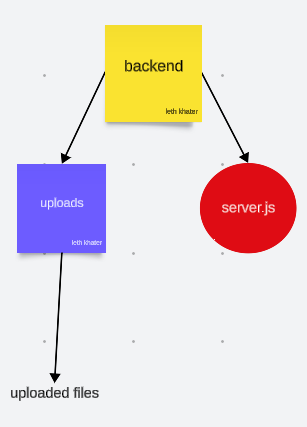 backend
leth khater
uploads
leth khater
server.js
uploaded files